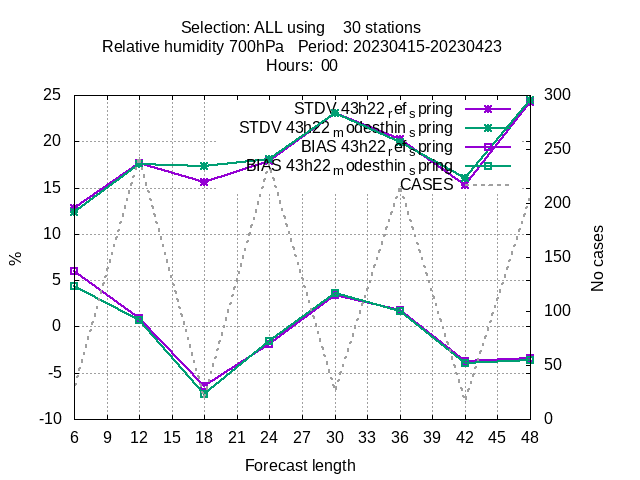 Selection: ALL using    30 stations
Relative humidity 700hPa   Period: 20230415-20230423
Hours:  00
STDV 43h22_ref_spring
STDV 43h22_modesthin_spring
BIAS 43h22_ref_spring
BIAS 43h22_modesthin_spring
CASES
25
20
15
10
5
0
-5
-10
%
300
250
200
150
100
50
0
No cases
6 9 12 15 18 21 24 27 30 33 36 39 42 45 48
Forecast length